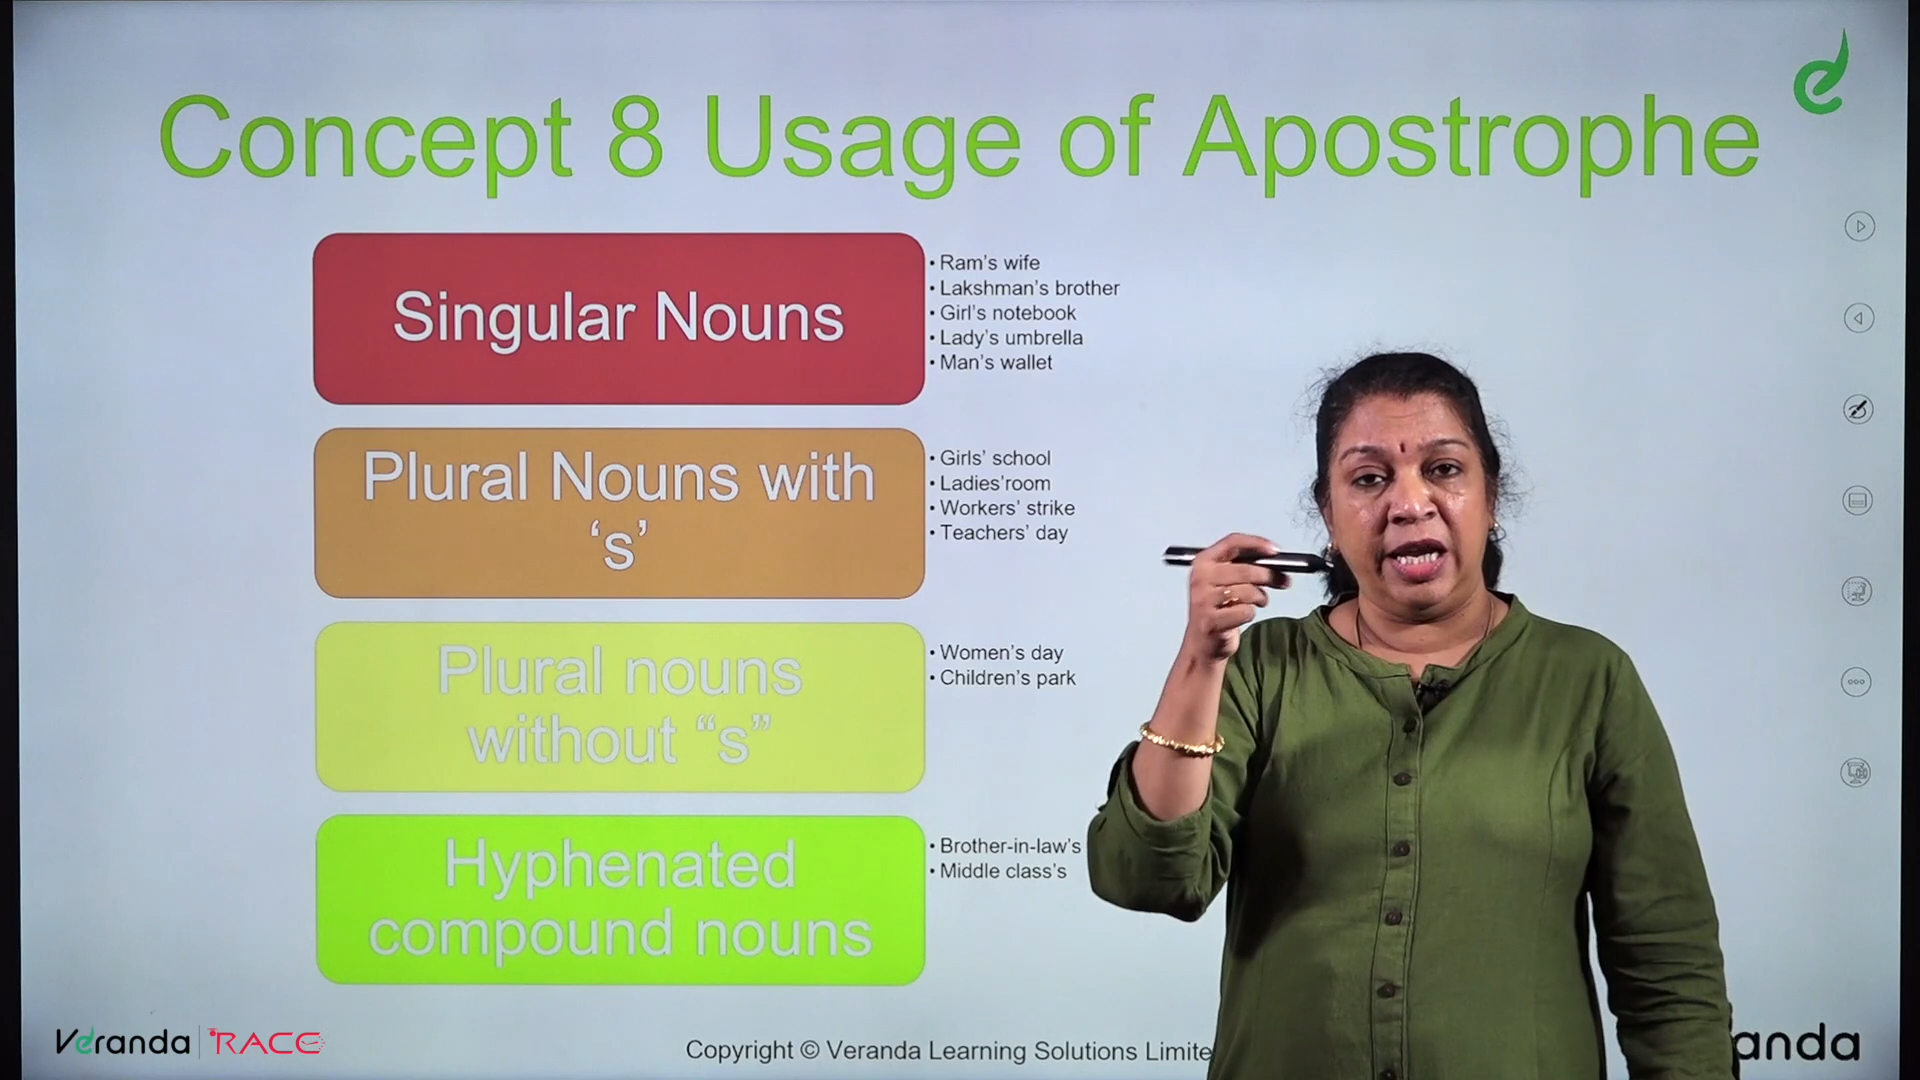 Concept 8 Usage of Apostrophe
Singular Nouns
• Ram's wife
• Lakshman's brother
• Girl's notebook
• Lady's umbrella
• Man's wallet
Plural Nouns with
‘s’
• Girls’ school
• Ladies’room
• Workers’ strike
• Teachers’ day
Plural nouns
without “s”
• Women’s day
• Children’s park
Hyphenated
compound nouns
• Brother-in-law’s
• Middle class’s
Veranda RACE
Copyright © Veranda Learning Solutions Limite
anda